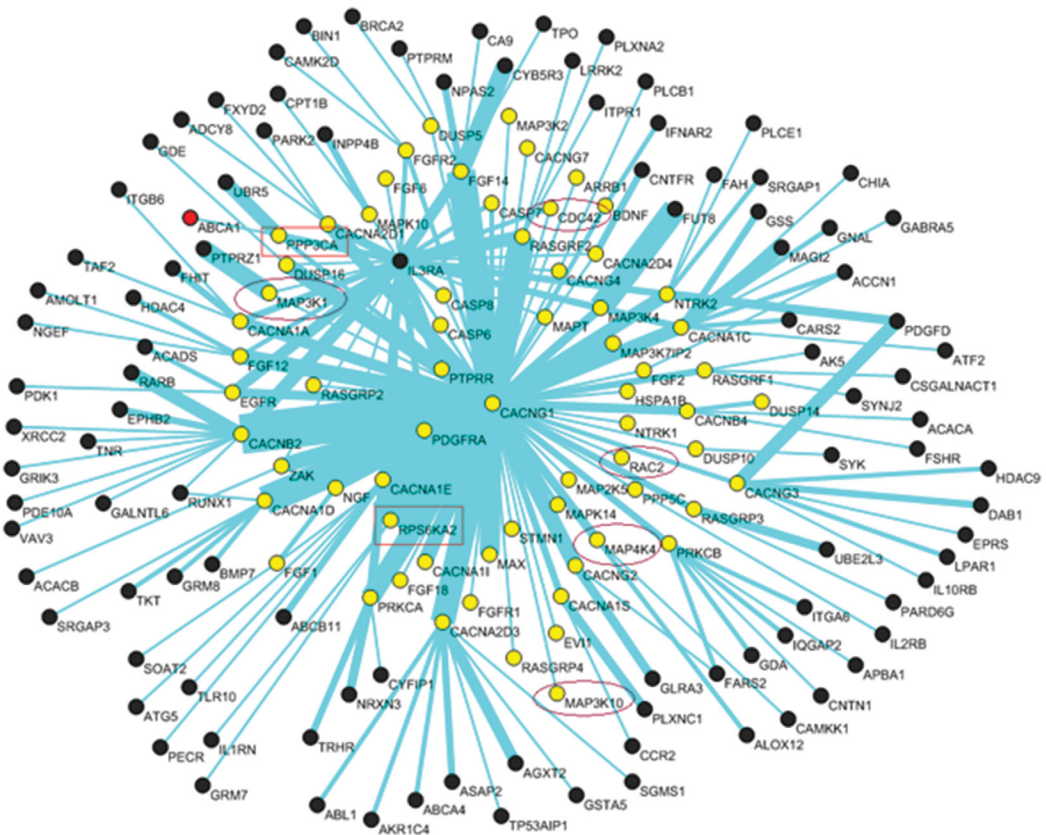 BRCA2
BIN1
TPO
CA9
PLXNA2
PTPRM
CAMK2D
CYB5R3
LRRK2
NPAS2
PLCB1
CPT1B
FXYD2
ITPR1
MAP3K2
ADCY8
PARK2
INPP4B
DUSP5
IFNAR2
PLCE1
GDE
FGFR2
CACNG7
FGF14
ARRB1
CNTFR
FAH
SRGAP1
CHIA
UBR5
FGF6
ITGB6
CASP7
CDC42
BDNF
FUT8
GSS
ABCA1
MAPK10
CACNA2D1
GNAL
GABRA5
PPP3CA
RASGRF2
MAGI2
PTPRZ1
CACNA2D4
TAF2
FHIT
DUSP16
IL3RA
CACNG4
ACCN1
AMOLT1
HDAC4
MAP3K1
CASP8
NTRK2
MAP3K4
NGEF
CACNA1A
CASP6
MAPT
CACNA1C
CARS2
PDGFD
ACADS
FGF12
MAP3K7IP2
AK5
ATF2
RARB
PTPRR
FGF2
RASGRF1
CSGALNACT1
PDK1
EGFR
RASGRP2
HSPA1B
SYNJ2
EPHB2
CACNG1
CACNB4
DUSP14
XRCC2
CACNB2
PDGFRA
NTRK1
ACACA
TNR
DUSP10
SYK
FSHR
GRIK3
ZAK
RAC2
HDAC9
CACNA1E
MAP2K5
CACNG3
PDE10A
RUNX1
NGF
PPP5C
GALNTL6
CACNA1D
MAPK14
RASGRP3
DAB1
VAV3
RPS6KA2
STMN1
EPRS
MAP4K4
PRKCB
UBE2L3
LPAR1
ACACB
GRM8
BMP7
FGF1
CACNA1I
MAX
CACNG2
IL10RB
TKT
FGF18
PRKCA
FGFR1
CACNA1S
PARD6G
SRGAP3
ABCB11
CACNA2D3
ITGA6
EVI1
IQGAP2
IL2RB
SOAT2
RASGRP4
GDA
APBA1
CYFIP1
GLRA3
FARS2
TLR10
NRXN3
MAP3K10
CNTN1
ATG5
PLXNC1
CAMKK1
PECR
IL1RN
TRHR
CCR2
ALOX12
GRM7
AGXT2
ASAP2
SGMS1
ABL1
ABCA4
GSTA5
AKR1C4
TP53AIP1